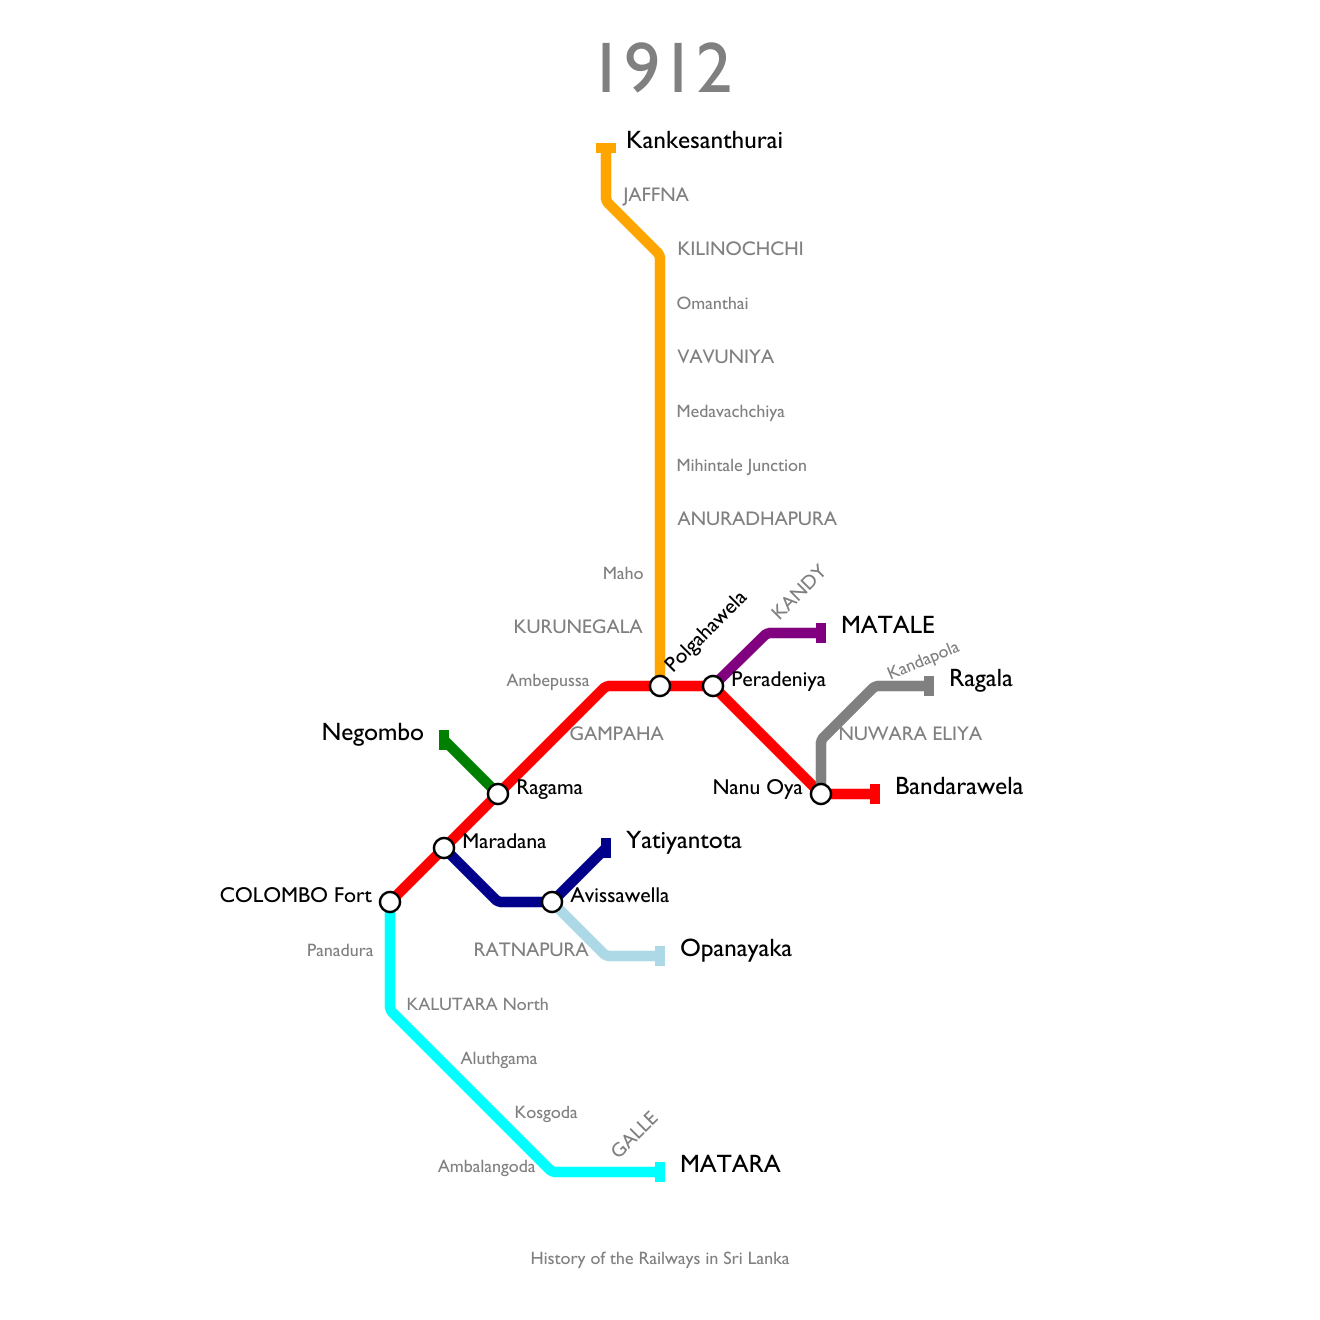 1912
Kankesanthurai
JAFFNA
KILINOCHCHI
Omanthai
VAVUNIYA
Medavachchiya
Mihintale Junction
ANURADHAPURA
Maho
KURUNEGALA
Polgahawela
KANDY
MATALE
Ambepussa
Peradeniya
Kandapola
Ragala
Negombo
GAMPAHA
NUWARA ELIYA
Ragama
Nanu Oya
Bandarawela
Maradana
Yatiyantota
COLOMBO Fort
Avissawella
Panadura
RATNAPURA
Opanayaka
KALUTARA North
Aluthgama
Kosgoda
GALLE
Ambalangoda
MATARA
History of the Railways in Sri Lanka